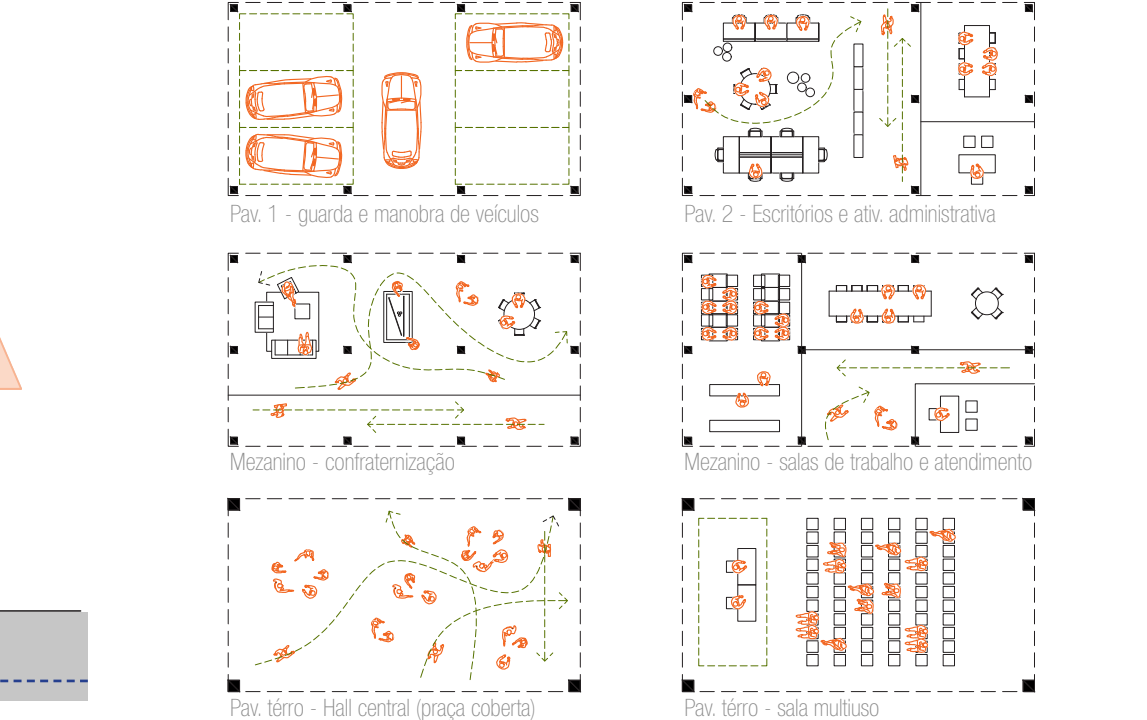 Pav. 1 - guarda e manobra de veículos
Pav. 2 - Escritórios e ativ. administrativa
Mezanino - confraternização
Mezanino - salas de trabalho e atendimento
Pav. térro - Hall central (praça coberta)
Pav. térro - sala multiuso